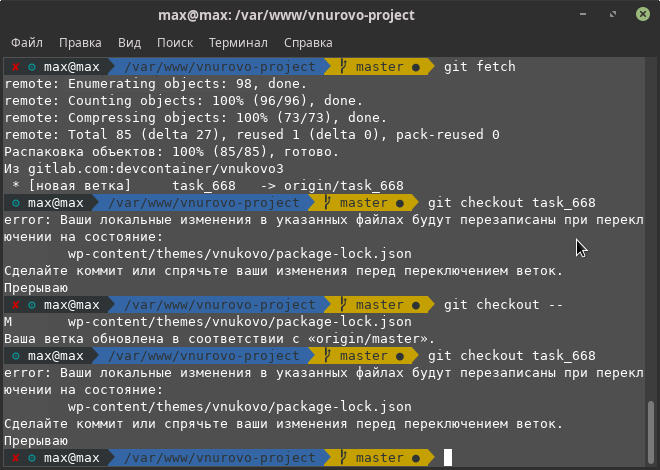 max@max: /var/www/vnurovo-project
Файл Правка Вид Поиск Терминал Справка
✘ ⚙ max@max /var/www/vnurovo-project master ● git fetch
remote: Enumerating objects: 98, done.
remote: Counting objects: 100% (96/96), done.
remote: Compressing objects: 100% (73/73), done.
remote: Total 85 (delta 27), reused 1 (delta 0), pack-reused 0
Распаковка объектов: 100% (85/85), готово.
Из gitlab.com:devcontainer/vnukovo3
* [новая ветка] task_668 -> origin/task_668
⚙ max@max /var/www/vnurovo-project master ● git checkout task_668
error: Ваши локальные изменения в указанных файлах будут перезаписаны при перекл
ючении на состояние:
wp-content/themes/vnukovo/package-lock.json
Сделайте коммит или спрячьте ваши изменения перед переключением веток.
Прерываю
✘ ⚙ max@max /var/www/vnurovo-project master ● git checkout --
M wp-content/themes/vnukovo/package-lock.json
Ваша ветка обновлена в соответствии с «origin/master».
⚙ max@max /var/www/vnurovo-project master ● git checkout task_668
error: Ваши локальные изменения в указанных файлах будут перезаписаны при перекл
ючении на состояние:
wp-content/themes/vnukovo/package-lock.json
Сделайте коммит или спрячьте ваши изменения перед переключением веток.
Прерываю
✘ ⚙ max@max /var/www/vnurovo-project master ●